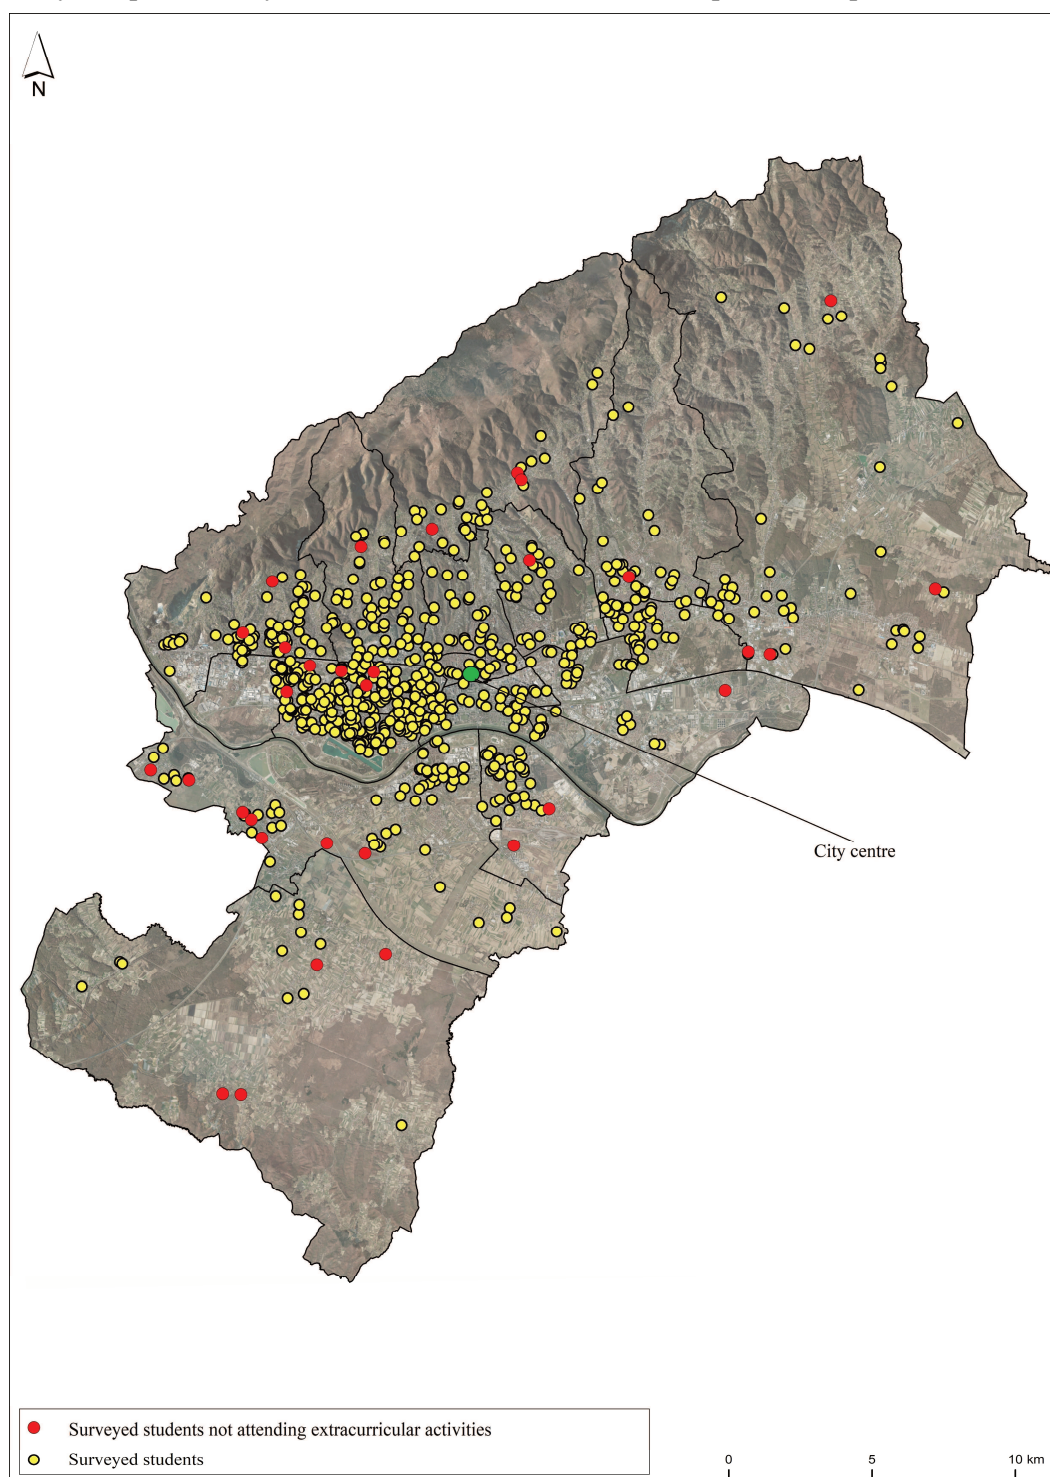 N
City centre
Surveyed students not attending extracurricular activities
Surveyed students
0 5 10 km